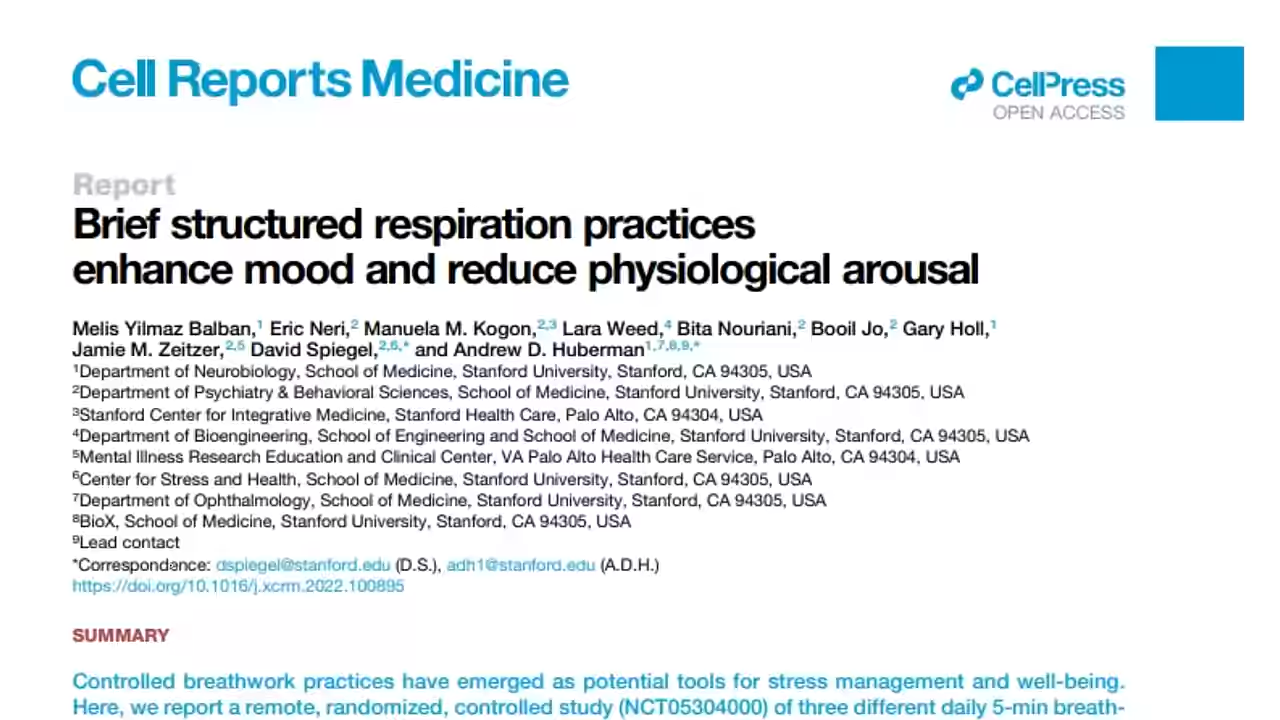 Cell Reports Medicine
CellPress
OPEN ACCESS
Report
Brief structured respiration practices
enhance mood and reduce physiological arousal
Melis Yilmaz Balban,1 Eric Neri,2 Manuela M. Kogon,2,3 Lara Weed,4 Bita Nouriani,2 Booil Jo,2 Gary Holl,1
Jamie M. Zeitzer,2,5 David Spiegel,2,6,* and Andrew D. Huberman1,7,8,9,*
1Department of Neurobiology, School of Medicine, Stanford University, Stanford, CA 94305, USA
2Department of Psychiatry & Behavioral Sciences, School of Medicine, Stanford University, Stanford, CA 94305, USA
3Stanford Center for Integrative Medicine, Stanford Health Care, Palo Alto, CA 94304, USA
4Department of Bioengineering, School of Engineering and School of Medicine, Stanford University, Stanford, CA 94305, USA
5Mental Illness Research Education and Clinical Center, VA Palo Alto Health Care Service, Palo Alto, CA 94304, USA
6Center for Stress and Health, School of Medicine, Stanford University, Stanford, CA 94305, USA
7Department of Ophthalmology, School of Medicine, Stanford University, Stanford, CA 94305, USA
8BioX, School of Medicine, Stanford University, Stanford, CA 94305, USA
9Lead contact
*Correspondence: dspiegel@stanford.edu (D.S.), adh1@stanford.edu (A.D.H.)
https://doi.org/10.1016/j.xcrm.2022.100895
SUMMARY
Controlled breathwork practices have emerged as potential tools for stress management and well-being.
Here, we report a remote, randomized, controlled study (NCT05304000) of three different daily 5-min breath-